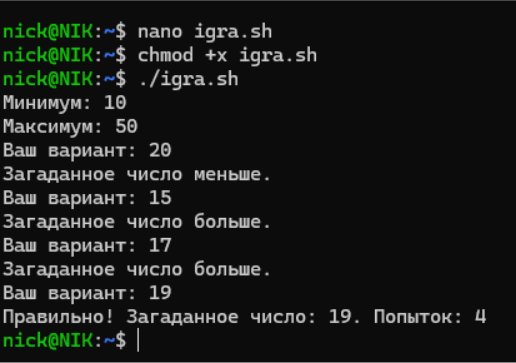 nick@NIK:~$ nano igra.sh
nick@NIK:~$ chmod +x igra.sh
nick@NIK:~$ ./igra.sh
Минимум: 10
Максимум: 50
Ваш вариант: 20
Загаданное число меньше.
Ваш вариант: 15
Загаданное число больше.
Ваш вариант: 17
Загаданное число больше.
Ваш вариант: 19
Правильно! Загаданное число: 19. Попыток: 4
nick@NIK:~$